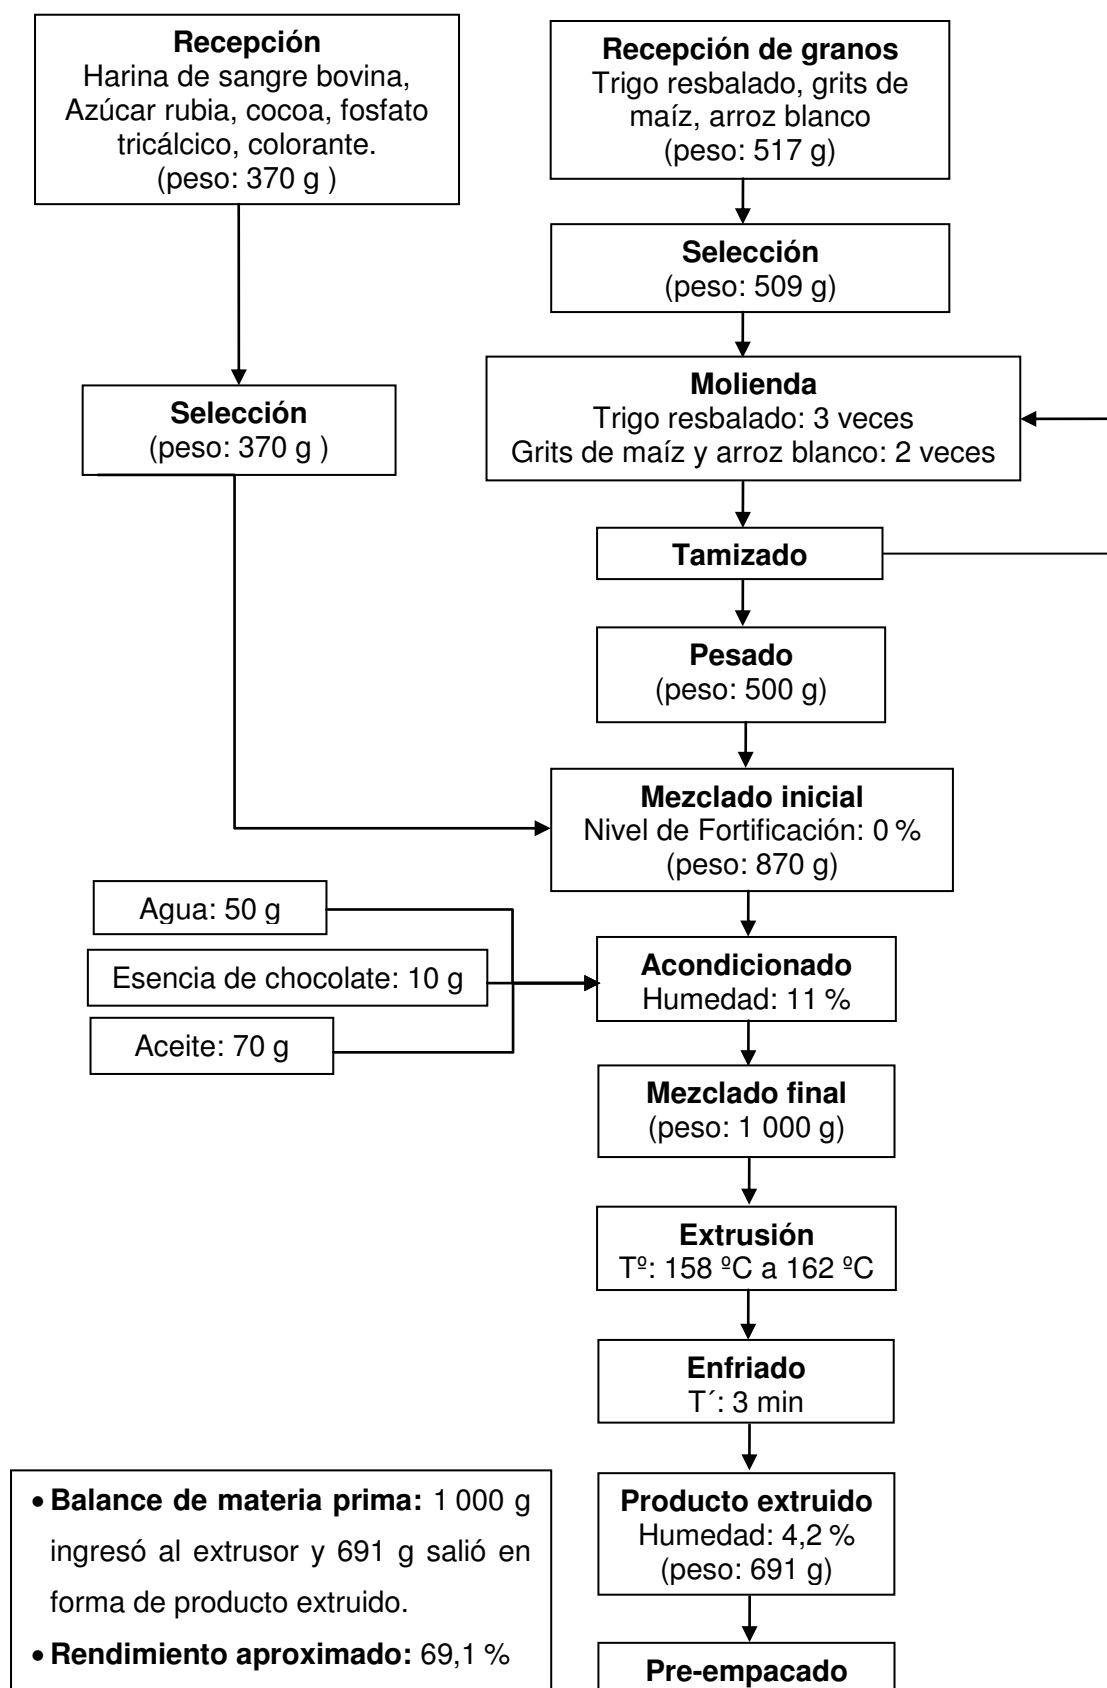 Recepción
Harina de sangre bovina,
Azúcar rubia, cocoa, fosfato
tricálcico, colorante.
(peso: 370 g )
Recepción de granos
Trigo resbalado, grits de
maíz, arroz blanco
(peso: 517 g)
Selección
(peso: 509 g)
Molienda
Trigo resbalado: 3 veces
Grits de maíz y arroz blanco: 2 veces
Selección
(peso: 370 g )
Tamizado
Pesado
(peso: 500 g)
Mezclado inicial
Nivel de Fortificación: 0 %
(peso: 870 g)
Agua: 50 g
Esencia de chocolate: 10 g
Aceite: 70 g
Acondicionado
Humedad: 11 %
Mezclado final
(peso: 1 000 g)
Extrusión
Tº: 158 ºC a 162 ºC
Enfriado
T´: 3 min
Producto extruido
Humedad: 4,2 %
(peso: 691 g)
• Balance de materia prima: 1 000 g
ingresó al extrusor y 691 g salió en
forma de producto extruido.
• Rendimiento aproximado: 69,1 %
Pre-empacado